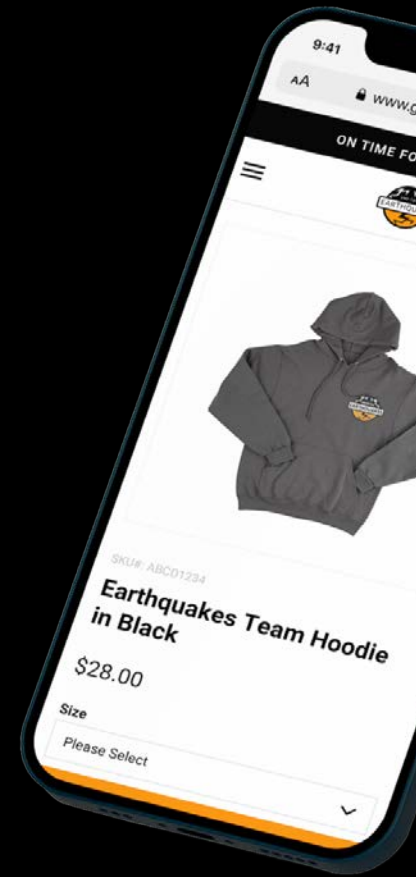 9:41
AA
www.g
ON TIME FO
EARTHQUAKES
SKU#: ABCD1234
Earthquakes Team Hoodie
in Black
$28.00
Size
Please Select